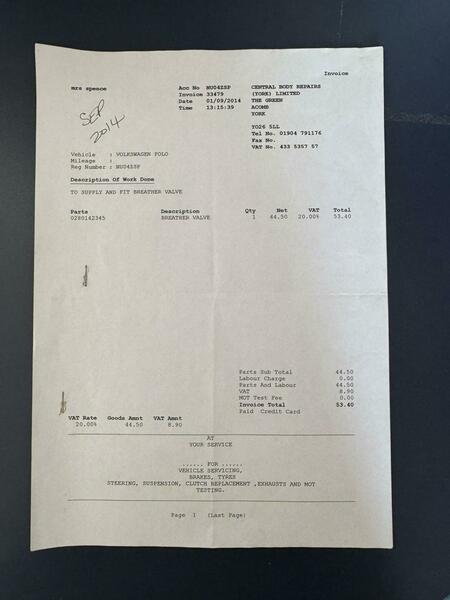 Invoice
mrs spence
Acc No NU04ZSP
Invoice 33479
Date 01/09/2014
Time 13:15:39
CENTRAL BODY REPAIRS
(YORK) LIMITED
THE GREEN
ACOMB
YORK
YO26 5LL
Tel No. 01904 791176
Fax No.
VAT No. 433 5357 57
SEP
2014
Vehicle : VOLKSWAGEN POLO
Mileage :
Reg Number : NU04ZSP
Description Of Work Done
TO SUPPLY AND FIT BREATHER VALVE
Parts Description Qty Net VAT Total
0280142345 BREATHER VALVE 1 44.50 20.00% 53.40
Parts Sub Total 44.50
Labour Charge 0.00
Parts And Labour 44.50
VAT 8.90
MOT Test Fee 0.00
Invoice Total 53.40
Paid Credit Card
VAT Rate Goods Amnt VAT Amnt
20.00% 44.50 8.90
AT
YOUR SERVICE
...... FOR ......
VEHICLE SERVICING,
BRAKES, TYRES
STEERING, SUSPENSION, CLUTCH REPLACEMENT ,EXHAUSTS AND MOT
TESTING.
Page 1 (Last Page)